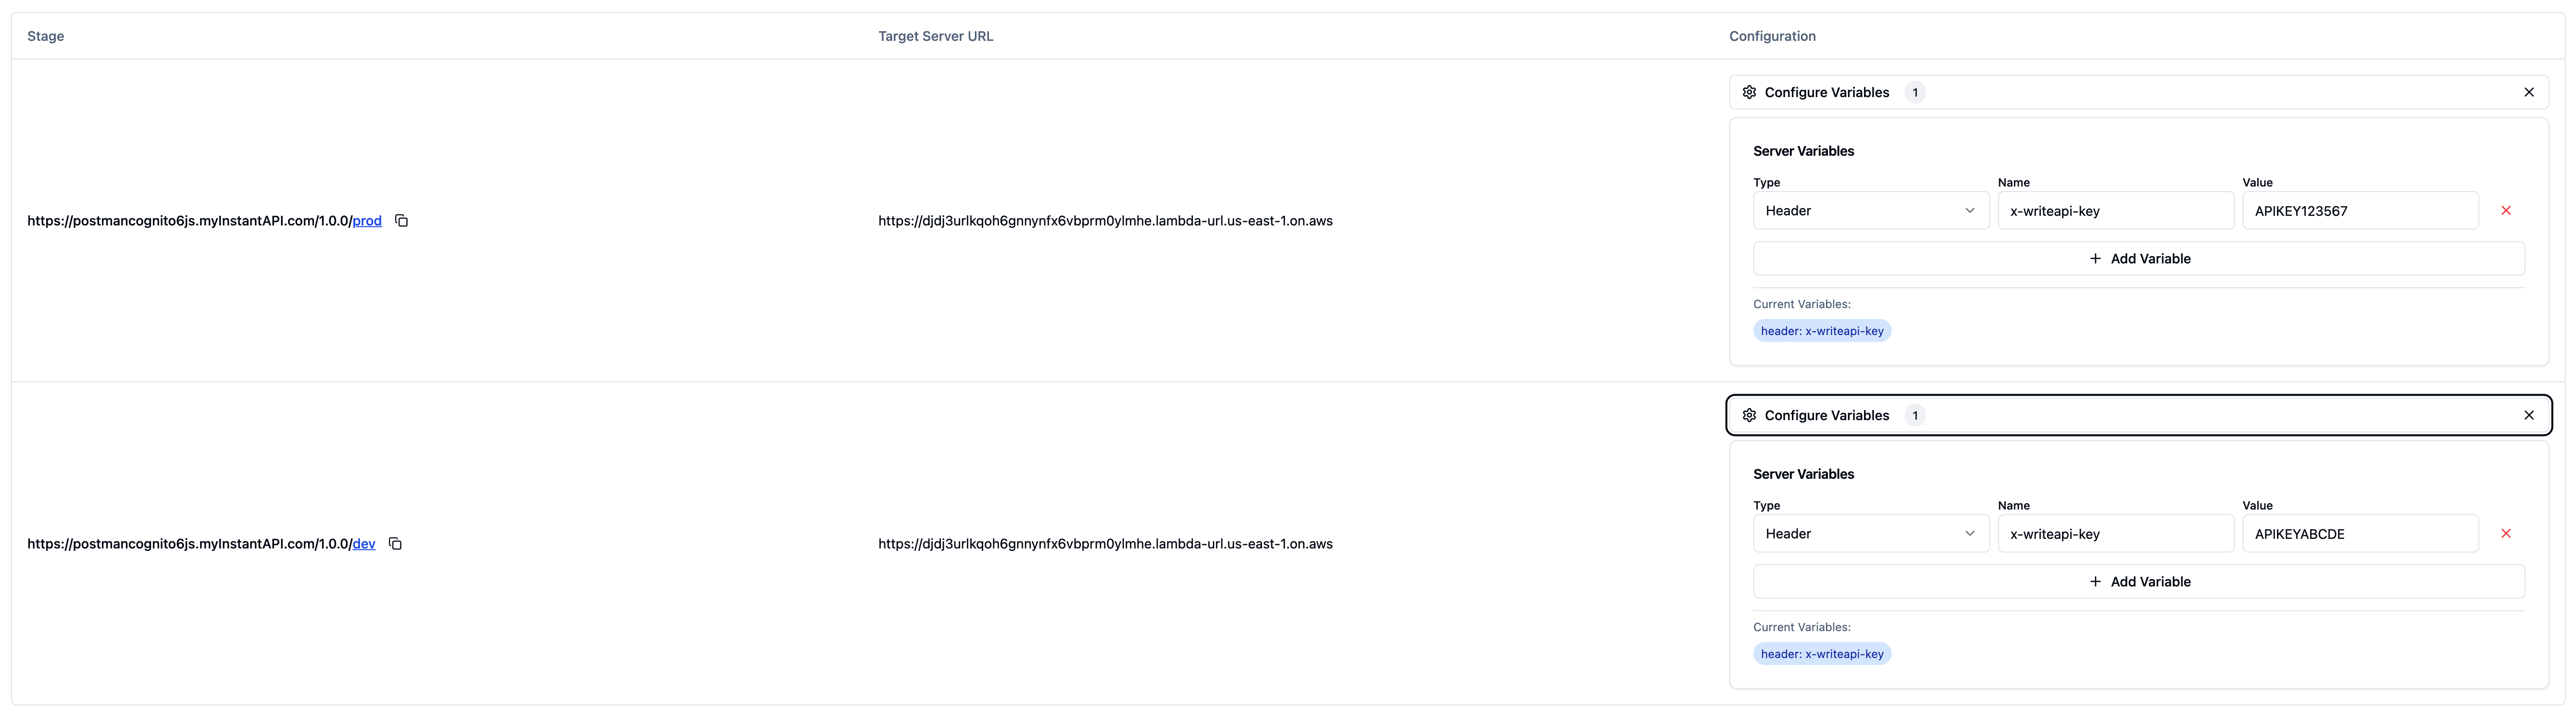 Stage Target Server URL Configuration
Configure Variables 1
Server Variables
Type Name Value
https://postmancognito6js.myInstantAPI.com/1.0.0/prod https://djdj3urlkqoh6gnnynfx6vbprm0ylmhe.lambda-url.us-east-1.on.aws Header x-writeapi-key APIKEY123567
Add Variable
Current Variables:
header: x-writeapi-key
Configure Variables 1
Server Variables
Type Name Value
https://postmancognito6js.myInstantAPI.com/1.0.0/dev https://djdj3urlkqoh6gnnynfx6vbprm0ylmhe.lambda-url.us-east-1.on.aws Header x-writeapi-key APIKEYABCDE
Add Variable
Current Variables:
header: x-writeapi-key